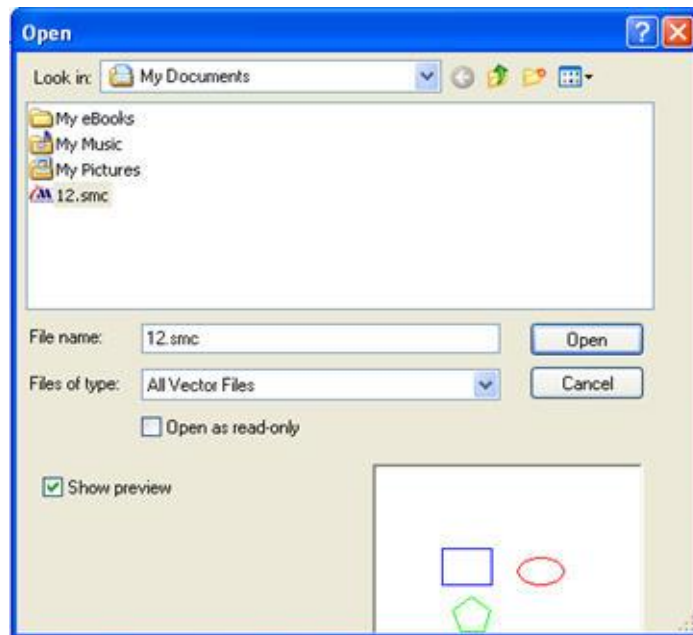 Open
Look in: My Documents
My eBooks
My Music
My Pictures
12.smc
File name: 12.smc Open
Files of type: All Vector Files Cancel
Open as read-only
Show preview